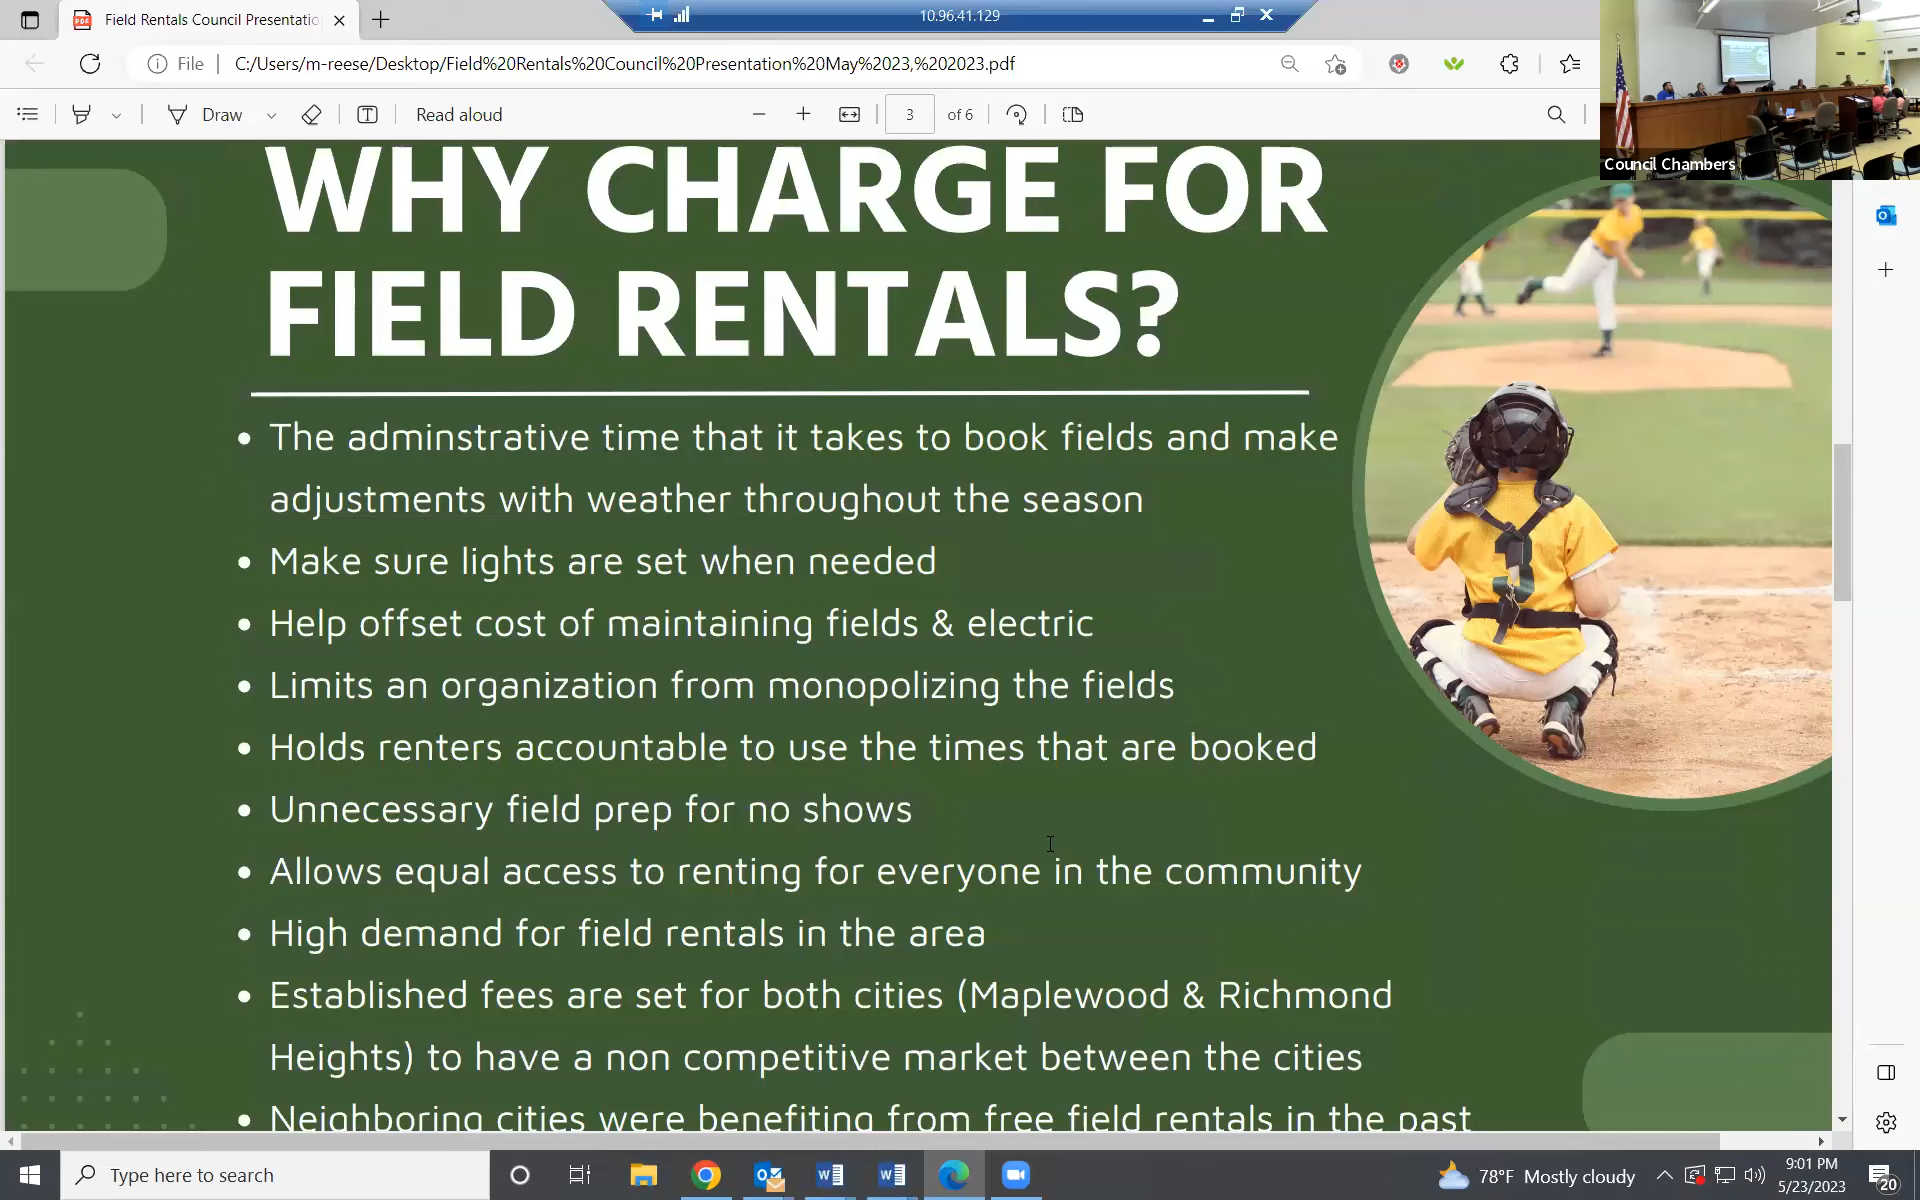 Field Rentals Council Presentatio
10.96.41.129
File
C:/Users/m-reese/Desktop/Field%20Rentals%20Council%20Presentation%20May%2023,%202023.pdf
Draw
Read aloud
3
of 6
Council Chambers
WHY CHARGE FOR
FIELD RENTALS?
• The adminstrative time that it takes to book fields and make
adjustments with weather throughout the season
• Make sure lights are set when needed
• Help offset cost of maintaining fields & electric
• Limits an organization from monopolizing the fields
• Holds renters accountable to use the times that are booked
• Unnecessary field prep for no shows
• Allows equal access to renting for everyone in the community
• High demand for field rentals in the area
• Established fees are set for both cities (Maplewood & Richmond
Heights) to have a non competitive market between the cities
• Neighboring cities were benefiting from free field rentals in the past
3
Type here to search
78°F Mostly cloudy
9:01 PM
5/23/2023
20